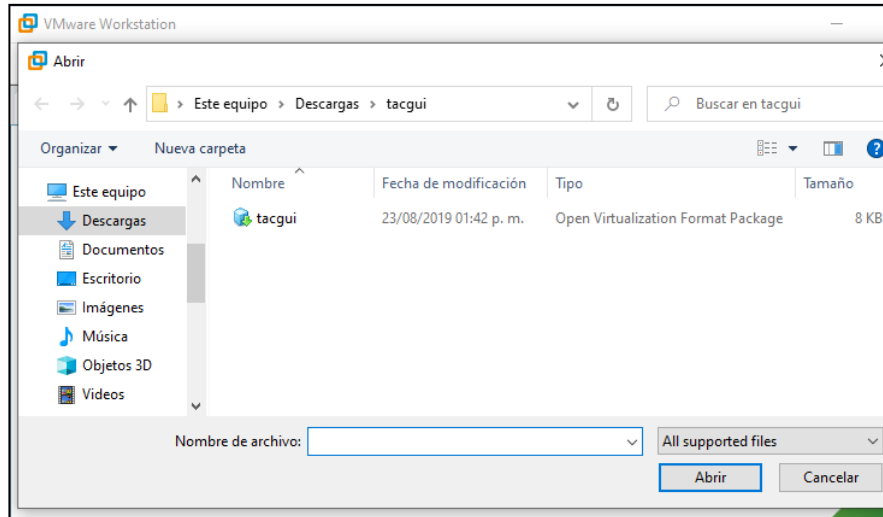 VMware Workstation
Abrir
Este equipo > Descargas > tacgui
Buscar en tacgui
Organizar
Nueva carpeta
?
Nombre
Fecha de modificación
Tipo
Tamaño
Este equipo
Descargas
Documentos
Escritorio
Imágenes
Música
Objetos 3D
Videos
tacgui
23/08/2019 01:42 p. m.
Open Virtualization Format Package
8 KB
Nombre de archivo:
All supported files
Abrir
Cancelar